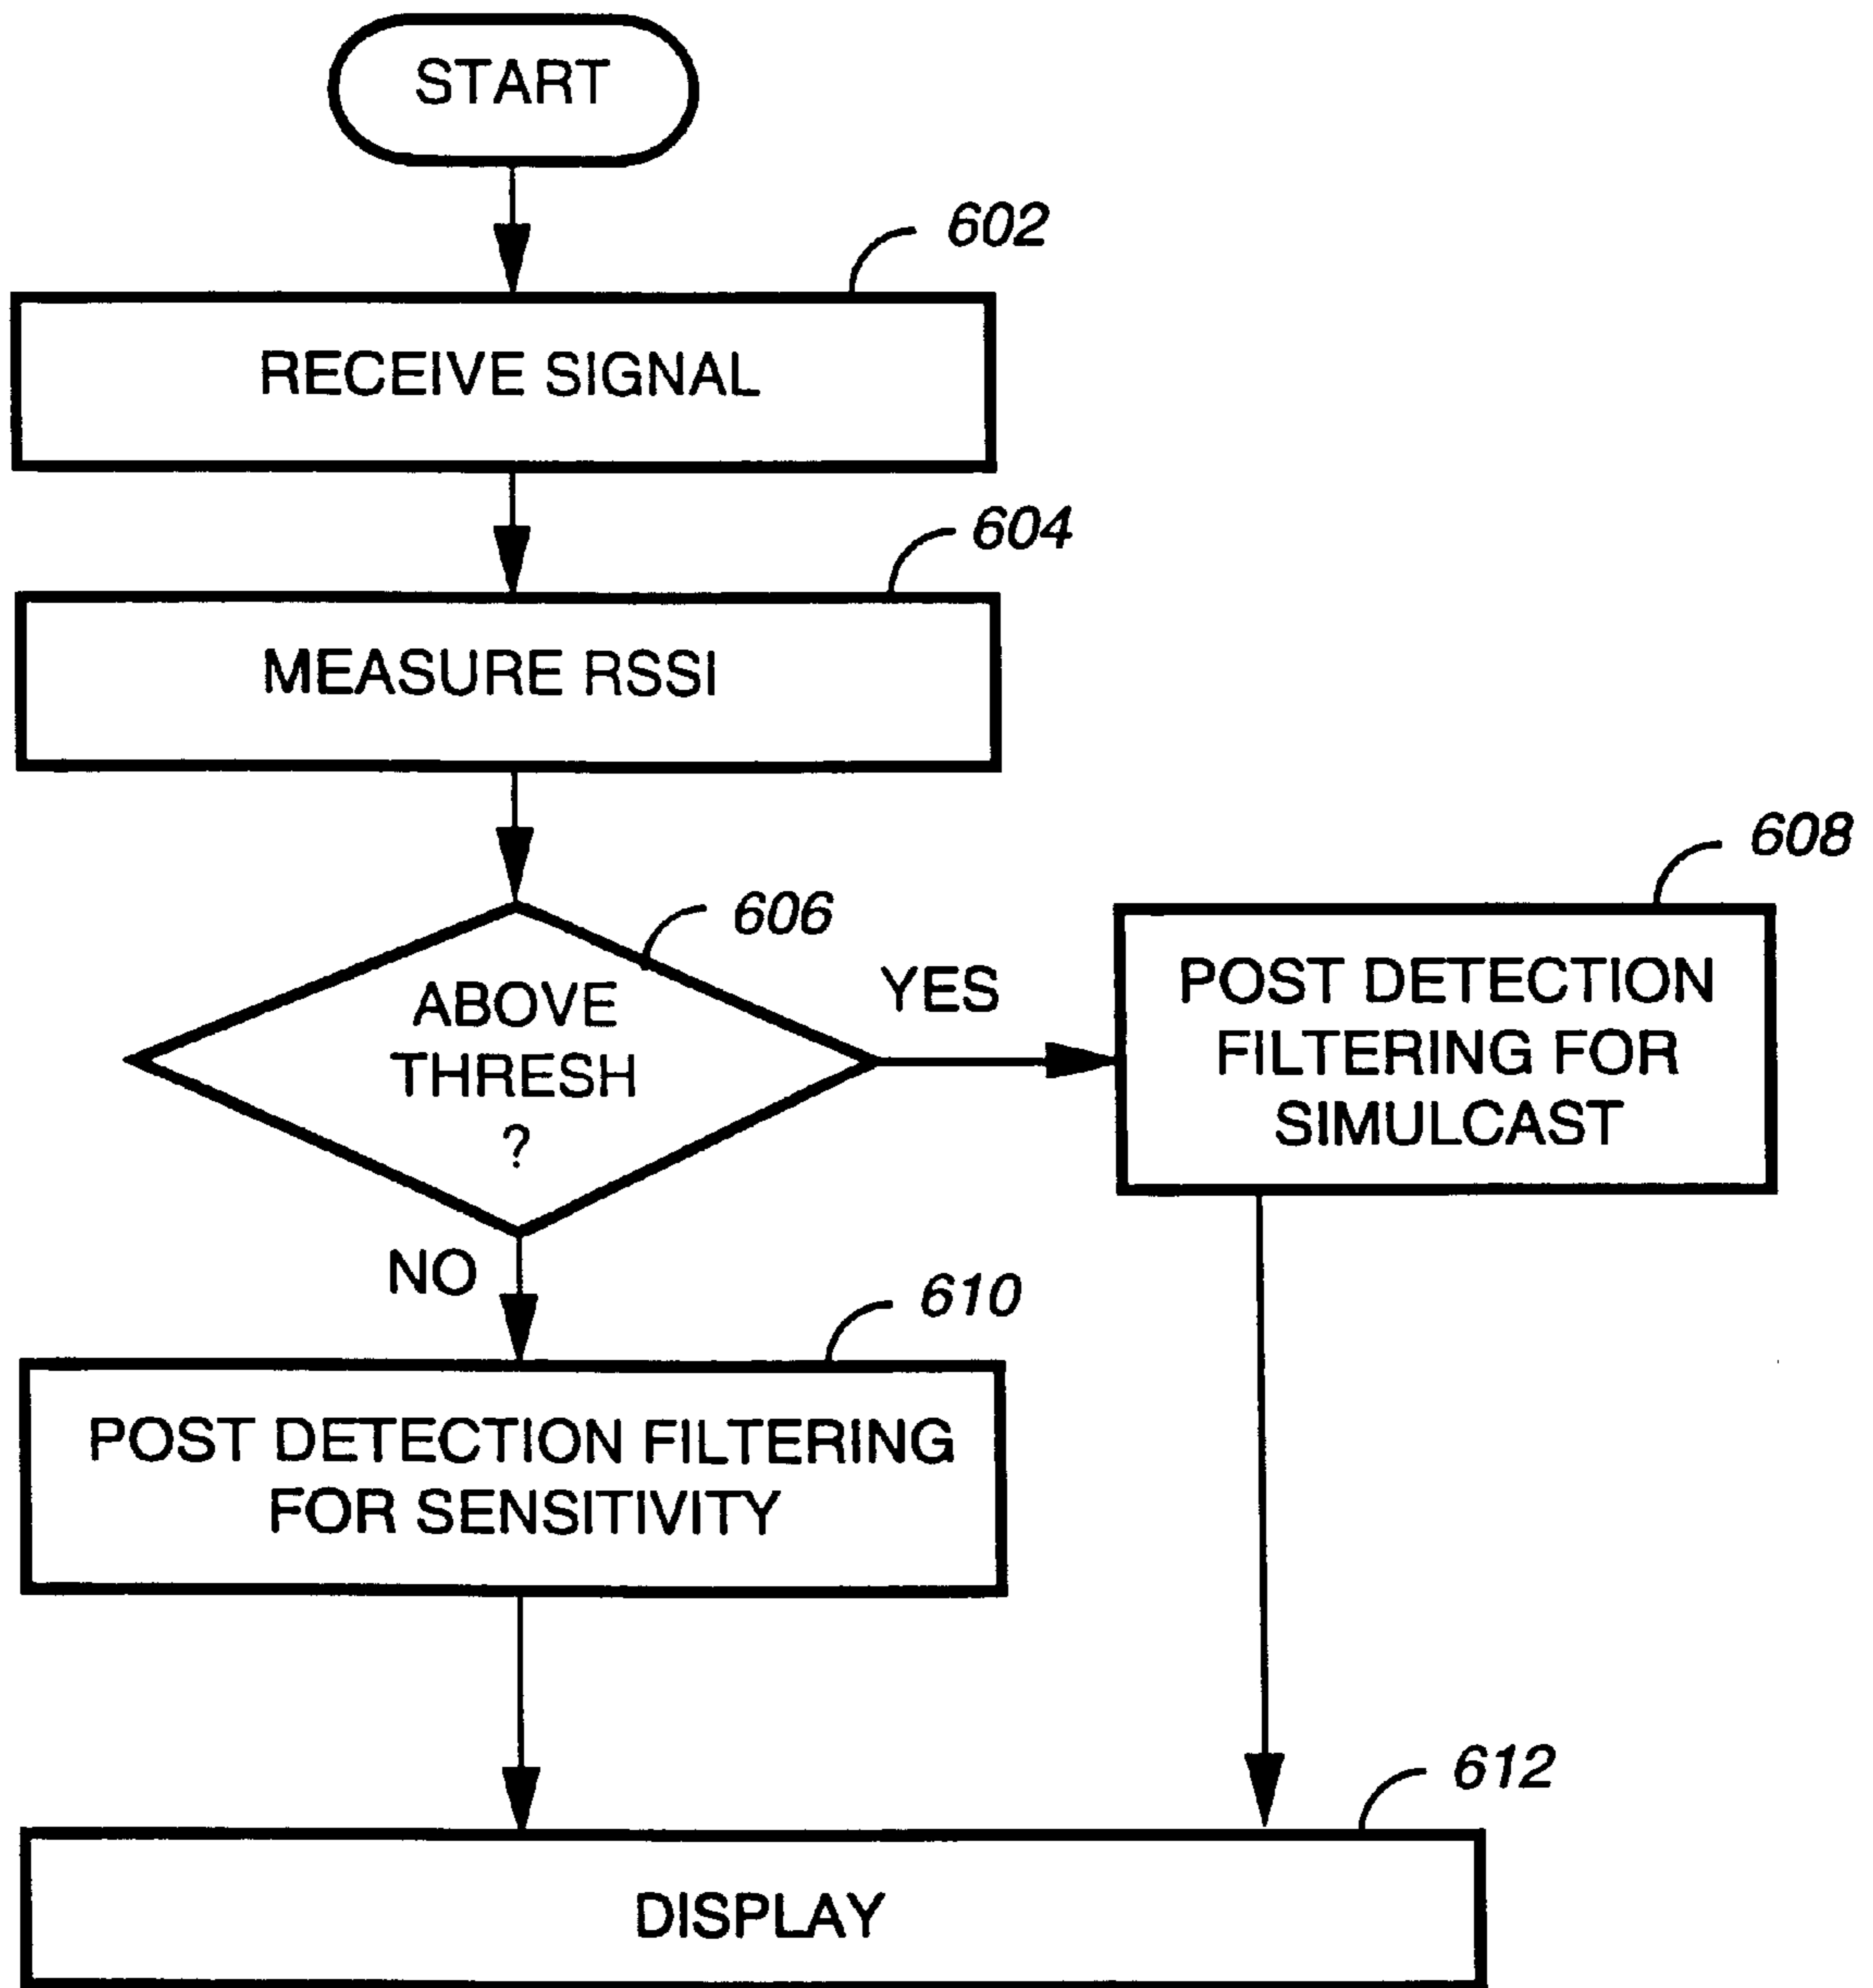 START
602
RECEIVE SIGNAL
604
MEASURE RSSI
606
ABOVE
THRESH
?
YES
608
POST DETECTION
FILTERING FOR
SIMULCAST
NO
610
POST DETECTION FILTERING
FOR SENSITIVITY
612
DISPLAY